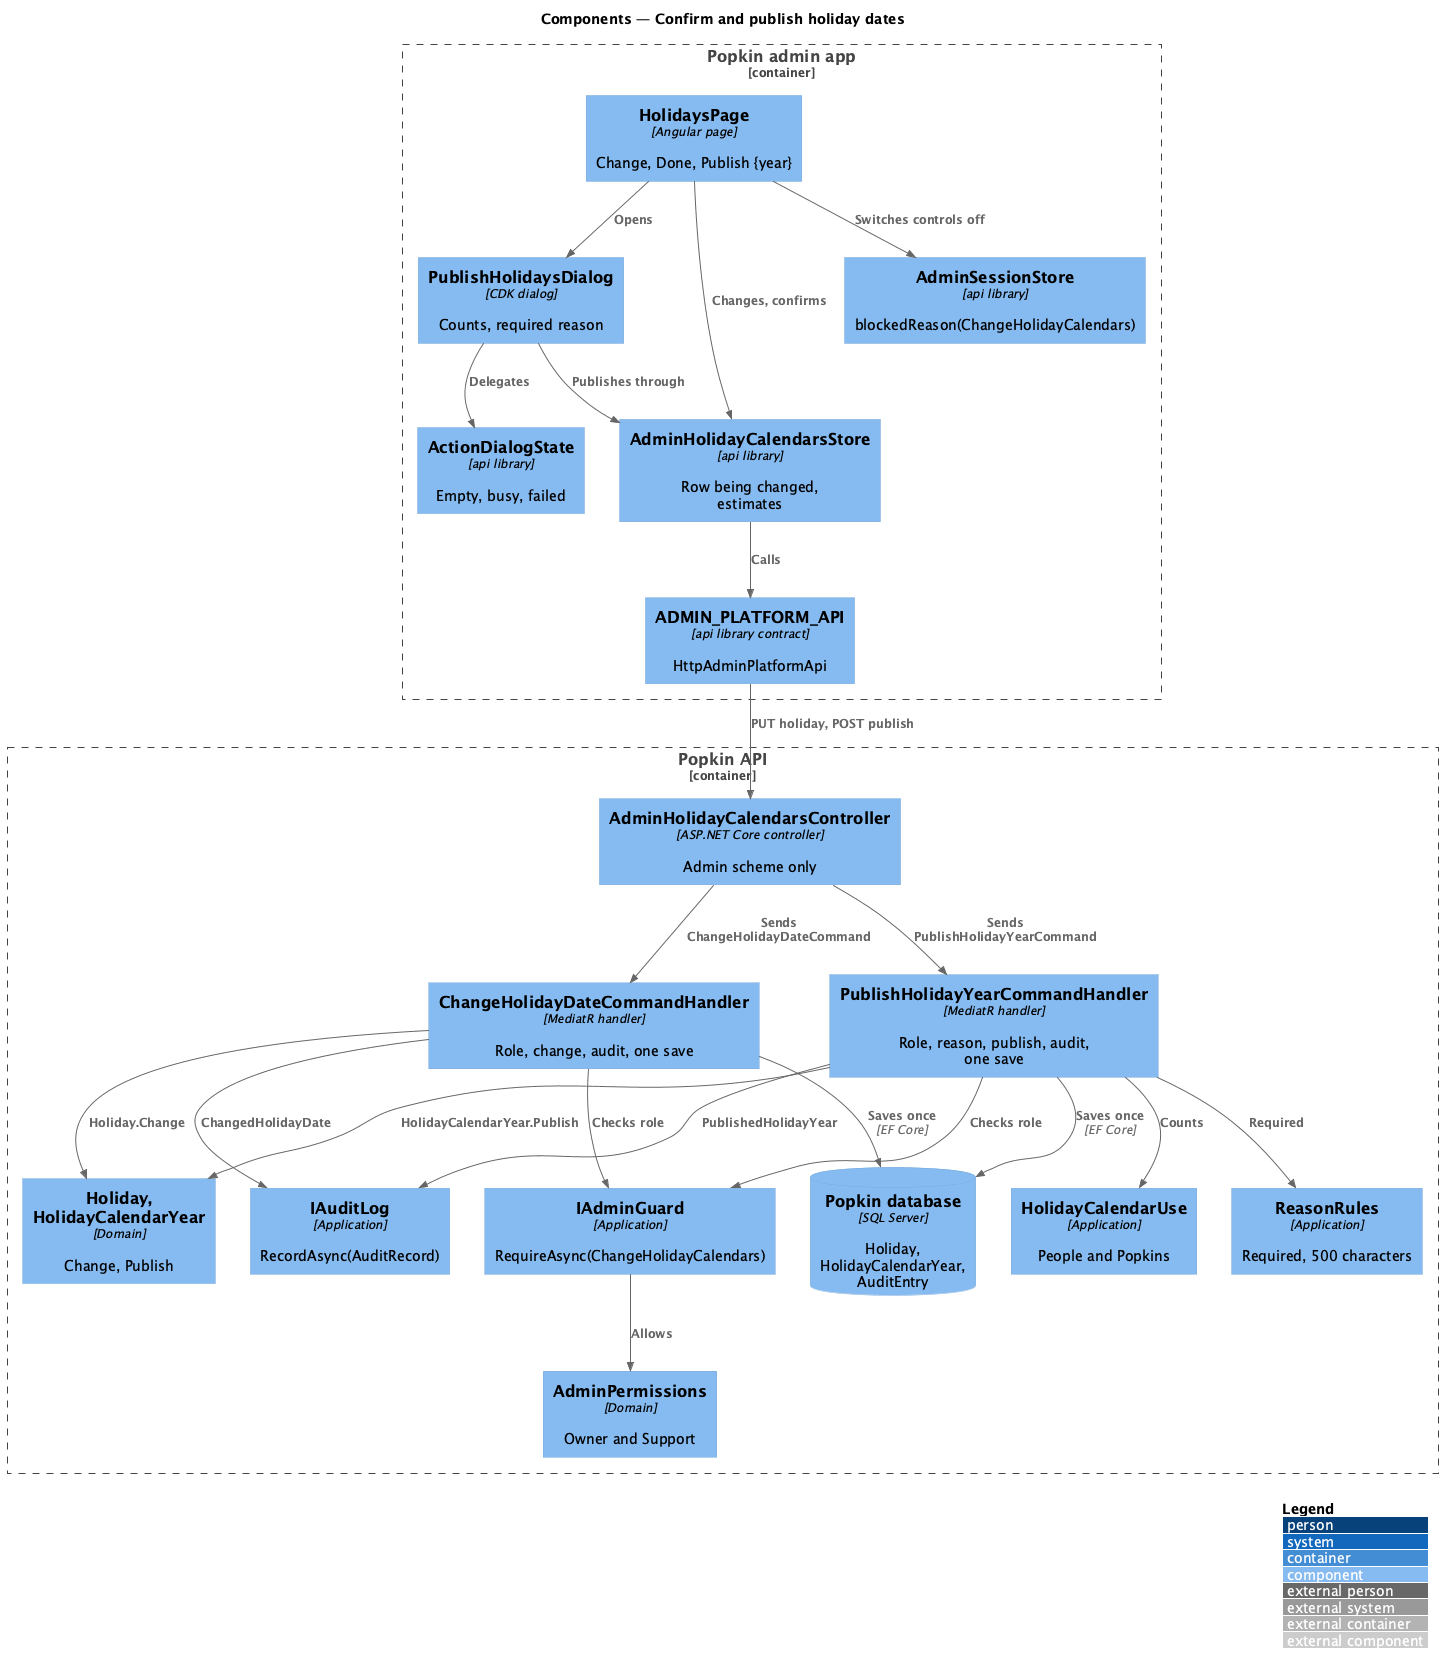 Components — Confirm and publish holiday dates
Popkin admin app
[container]
HolidaysPage
[Angular page]
Change, Done, Publish {year}
Opens
Switches controls off
PublishHolidaysDialog
[CDK dialog]
Counts, required reason
Changes, confirms
AdminSessionStore
[api library]
blockedReason(ChangeHolidayCalendars)
Delegates
Publishes through
ActionDialogState
[api library]
Empty, busy, failed
AdminHolidayCalendarsStore
[api library]
Row being changed,
estimates
Calls
ADMIN_PLATFORM_API
[api library contract]
HttpAdminPlatformApi
PUT holiday, POST publish
Popkin API
[container]
AdminHolidayCalendarsController
[ASP.NET Core controller]
Admin scheme only
Sends
ChangeHolidayDateCommand
Sends
PublishHolidayYearCommand
ChangeHolidayDateCommandHandler
[MediatR handler]
Role, change, audit, one save
PublishHolidayYearCommandHandler
[MediatR handler]
Role, reason, publish, audit,
one save
Holiday.Change
ChangedHolidayDate
HolidayCalendarYear.Publish
Checks role
PublishedHolidayYear
Saves once
[EF Core]
Checks role
Saves once
[EF Core]
Counts
Required
Holiday,
HolidayCalendarYear
[Domain]
Change, Publish
IAuditLog
[Application]
RecordAsync(AuditRecord)
IAdminGuard
[Application]
RequireAsync(ChangeHolidayCalendars)
Popkin database
[SQL Server]
Holiday,
HolidayCalendarYear,
AuditEntry
HolidayCalendarUse
[Application]
People and Popkins
ReasonRules
[Application]
Required, 500 characters
Allows
AdminPermissions
[Domain]
Owner and Support
Legend
person
system
container
component
external person
external system
external container
external component